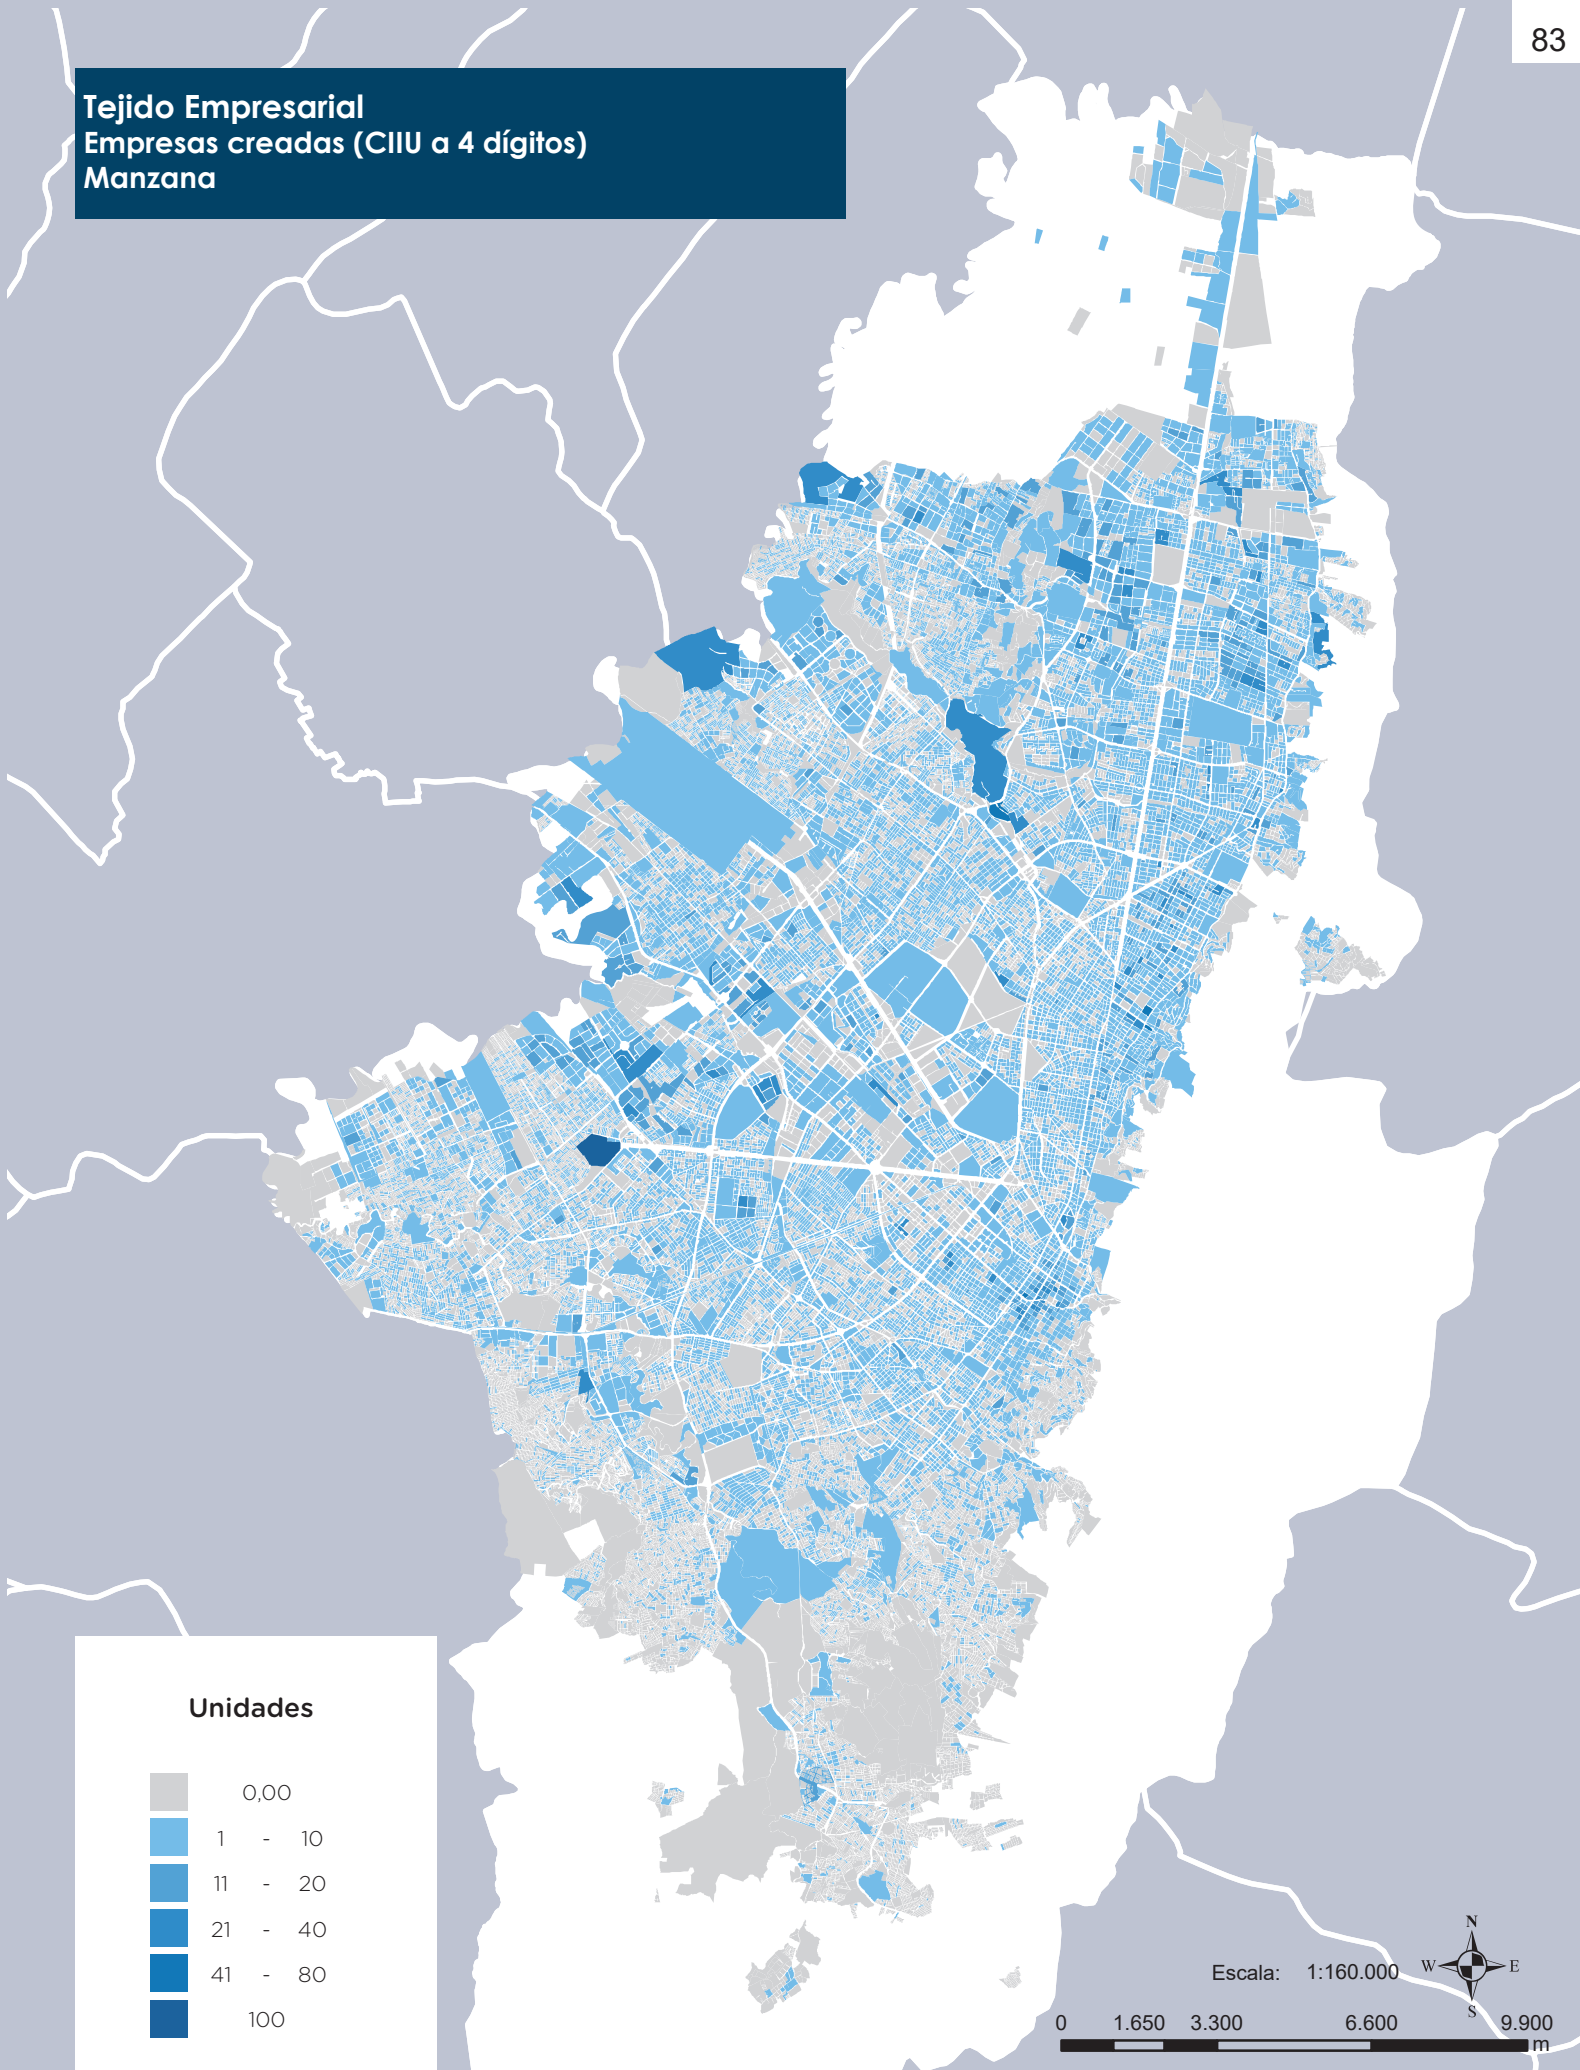 83
Tejido Empresarial
Empresas creadas (CIIU a 4 dígitos)
Manzana
Unidades
0,00
1 - 10
11 - 20
21 - 40
41 - 80
100
N
W E
S
Escala: 1:160.000
0 1.650 3.300 6.600 9.900
m